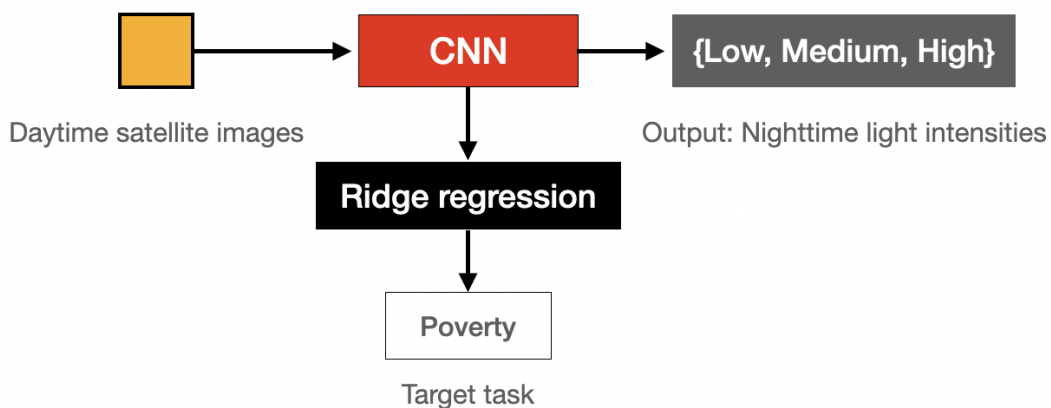 CNN
{Low, Medium, High}
Daytime satellite images
Output: Nighttime light intensities
Ridge regression
Poverty
Target task